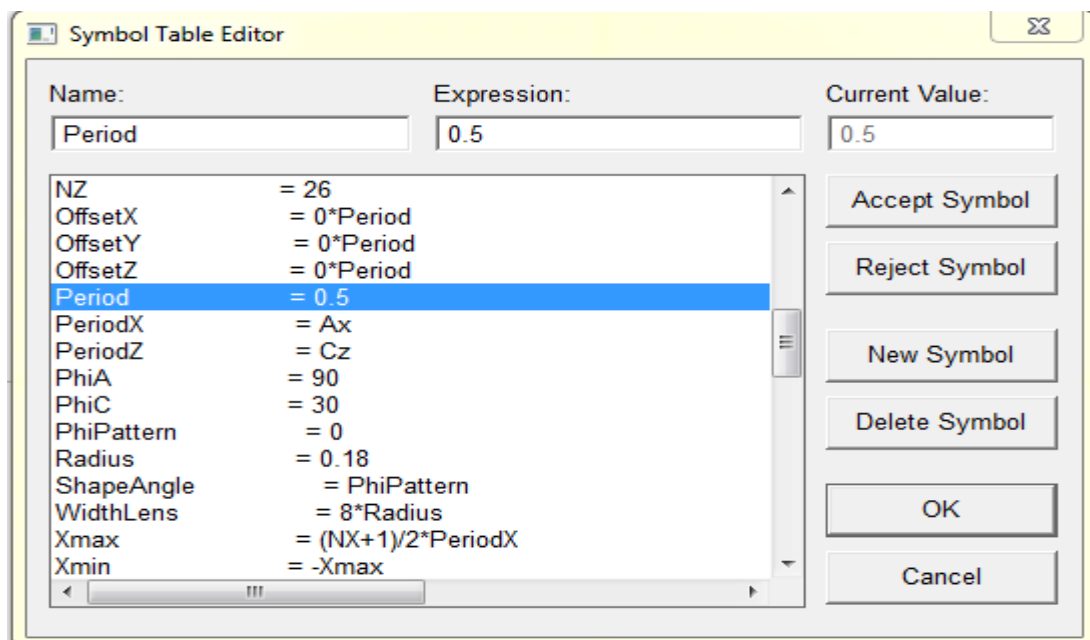 Symbol Table Editor
Name: Expression: Current Value:
Period 0.5 0.5
NZ = 26
OffsetX = 0*Period
OffsetY = 0*Period
OffsetZ = 0*Period
Period = 0.5
PeriodX = Ax
PeriodZ = Cz
PhiA = 90
PhiC = 30
PhiPattern = 0
Radius = 0.18
ShapeAngle = PhiPattern
WidthLens = 8*Radius
Xmax = (NX+1)/2*PeriodX
Xmin = -Xmax
Accept Symbol
Reject Symbol
New Symbol
Delete Symbol
OK
Cancel